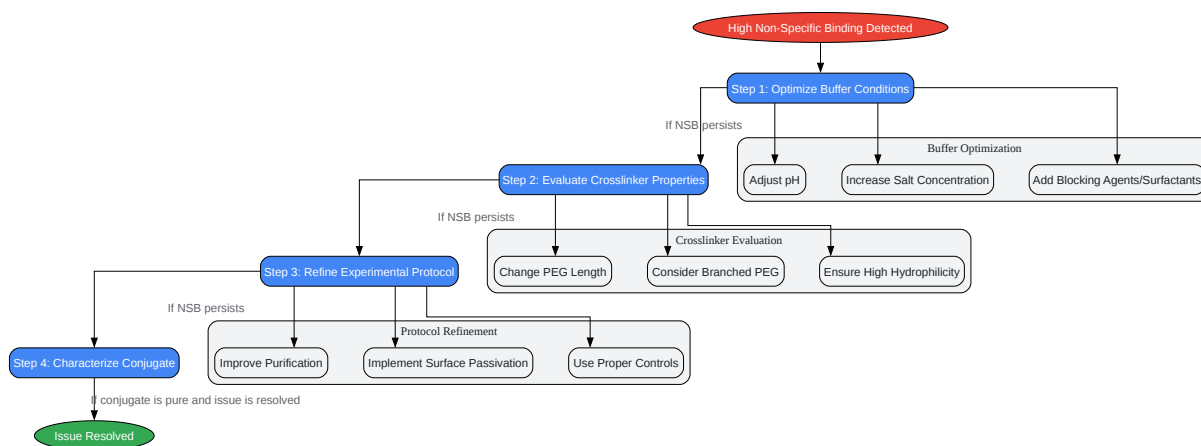 High Non-Specific Binding Detected
Step 1: Optimize Buffer Conditions
If NSB persists
Buffer Optimization
Adjust pH
Increase Salt Concentration
Add Blocking Agents/Surfactants
Step 2: Evaluate Crosslinker Properties
If NSB persists
Crosslinker Evaluation
Change PEG Length
Consider Branched PEG
Ensure High Hydrophilicity
Step 3: Refine Experimental Protocol
If NSB persists
Protocol Refinement
Improve Purification
Implement Surface Passivation
Use Proper Controls
Step 4: Characterize Conjugate
If conjugate is pure and issue is resolved
Issue Resolved